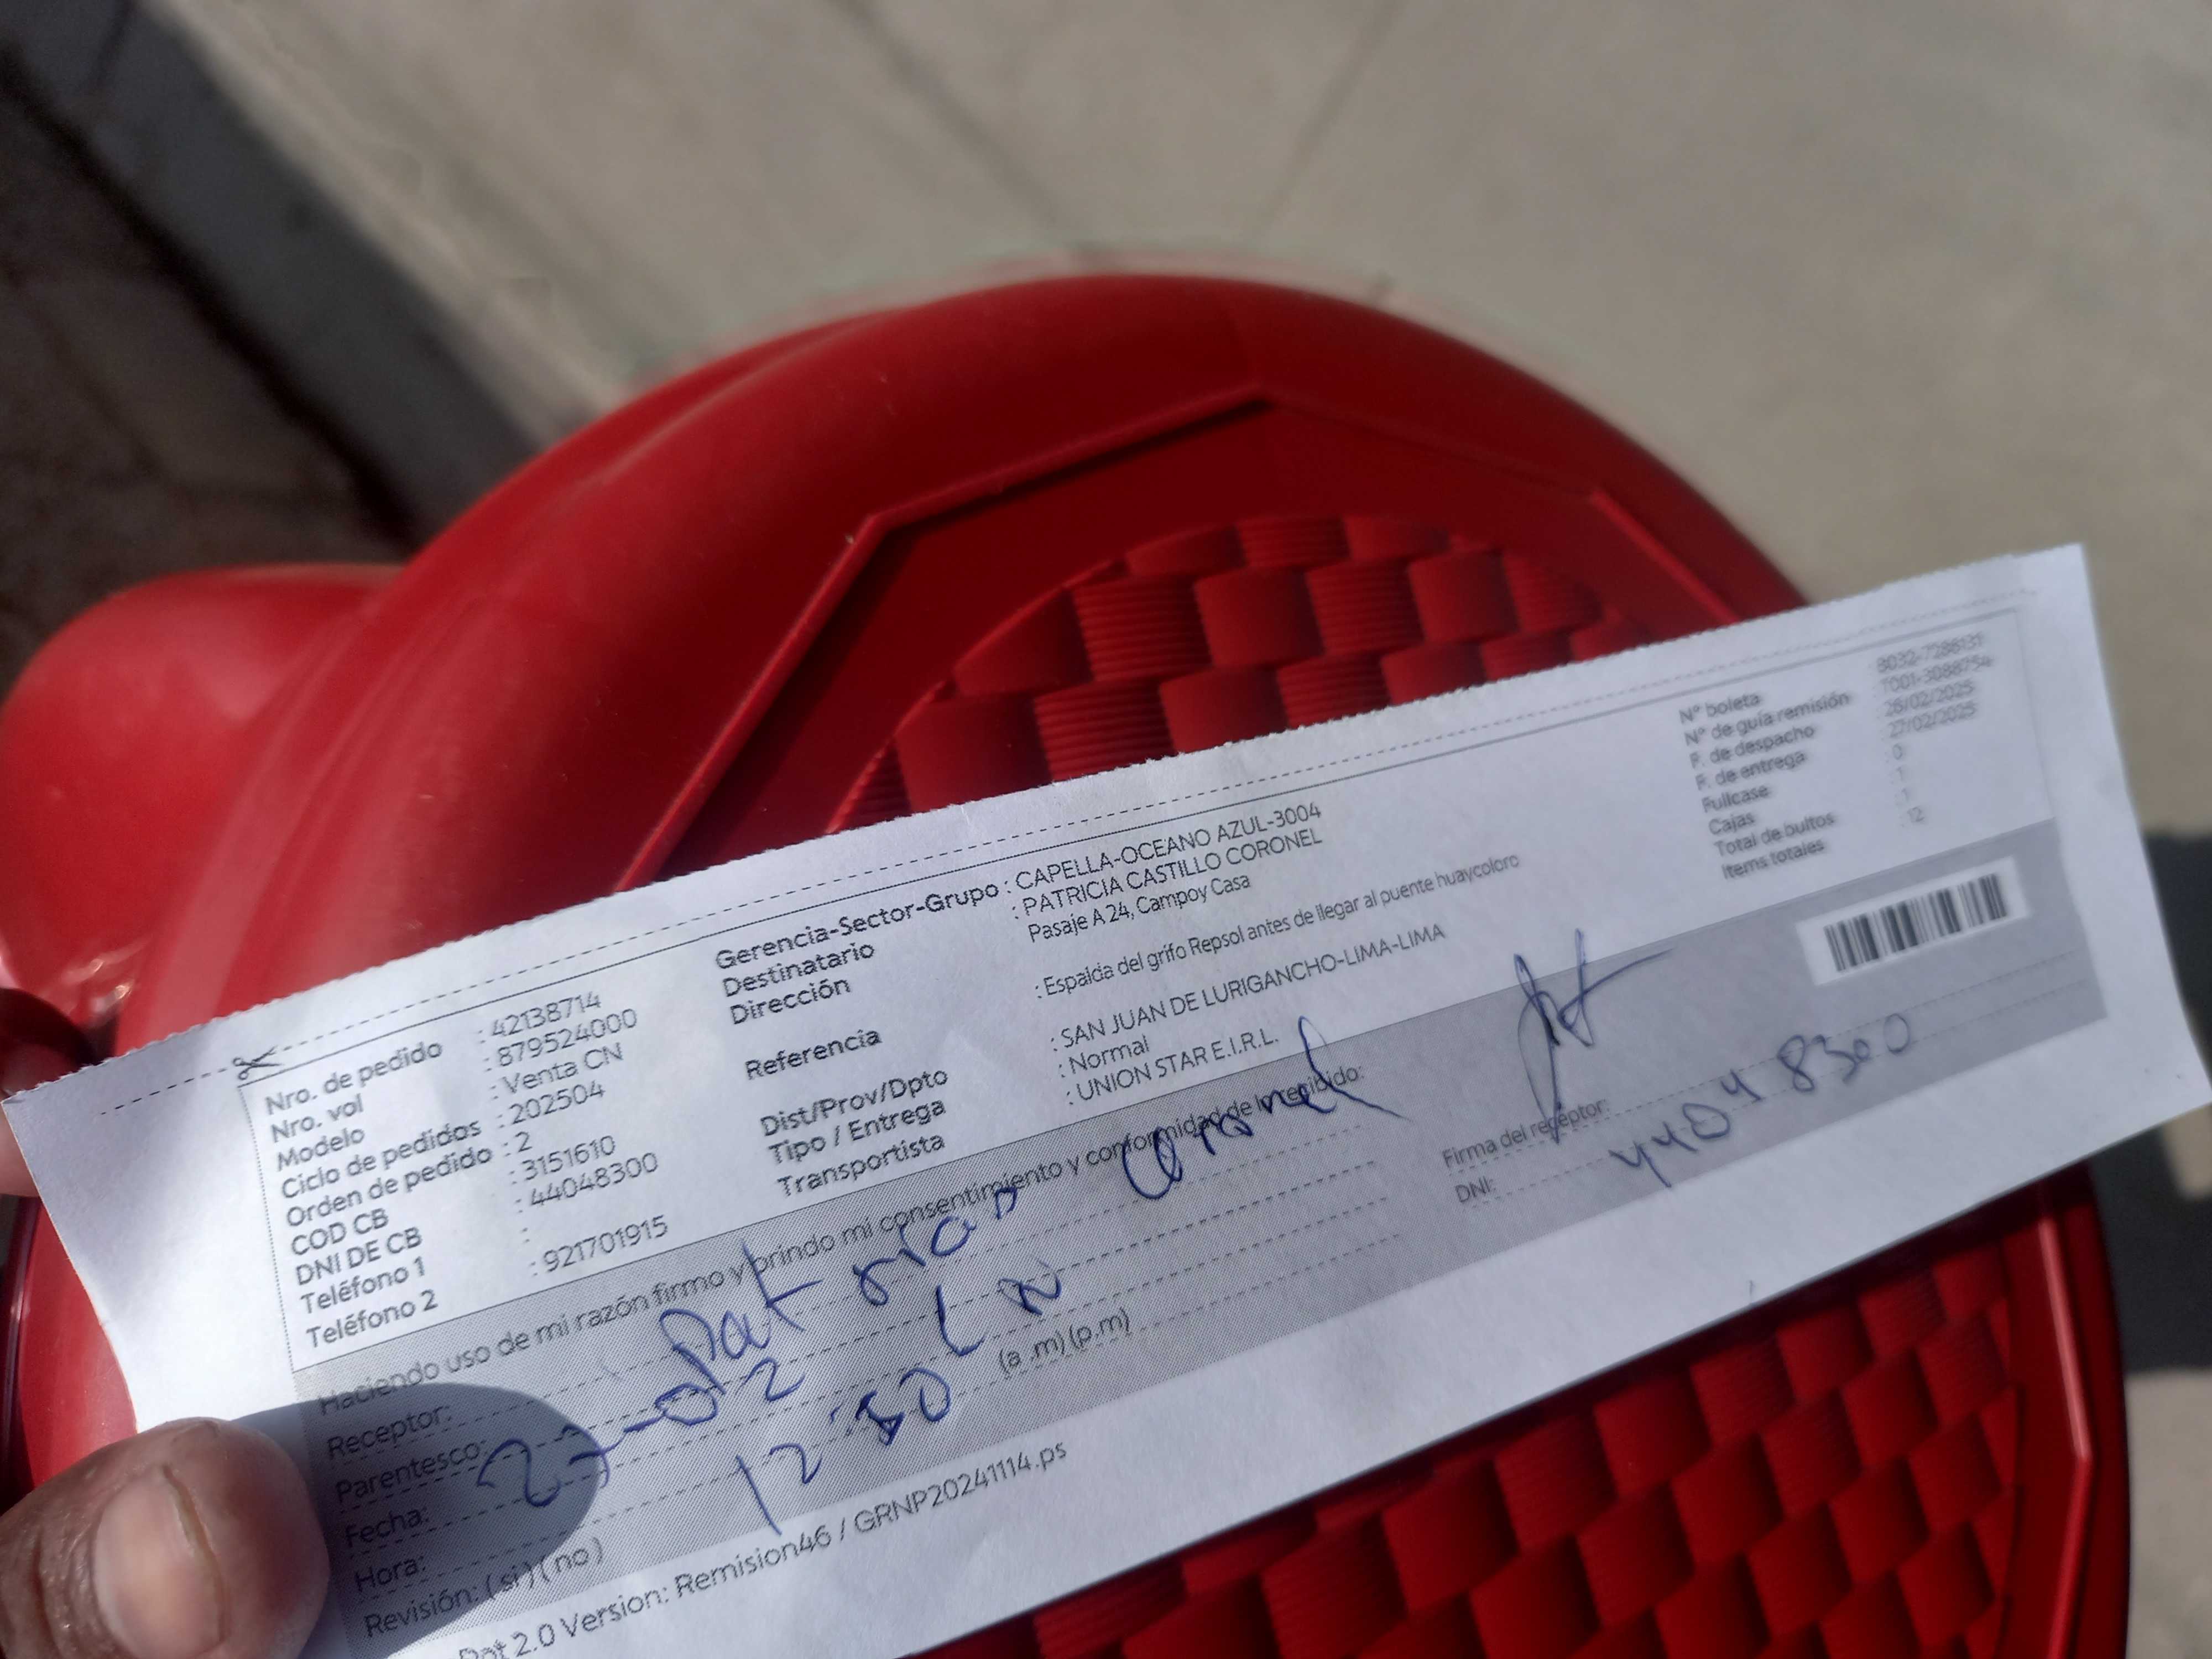 Nro. de pedido : 42138714
Nro. vol : 879524000
Modelo : Venta CN
Ciclo de pedidos : 202504
Orden de pedido : 2
COD CB : 3151610
DNI DE CB : 44048300
Teléfono 1 :
Teléfono 2 : 921701915
Gerencia-Sector-Grupo : CAPELLA-OCEANO AZUL-3004
Destinatario : PATRICIA CASTILLO CORONEL
Dirección Pasaje A 24, Campoy Casa
Referencia : Espalda del grifo Repsol antes de llegar al puente huaycoloro
Dist/Prov/Dpto : SAN JUAN DE LURIGANCHO-LIMA-LIMA
Tipo / Entrega : Normal
Transportista : UNION STAR E.I.R.L.
N° boleta : B032-7286131
N° de guía remisión : T001-3088754
F. de despacho : 26/02/2025
F. de entrega : 27/02/2025
Fullcase : 0
Cajas : 1
Total de bultos : 1
Items totales : 12
Haciendo uso de mi razón firmo y brindo mi consentimiento y conformidad de lo recibido:
Receptor:
Parentesco:
Fecha: 27-02
Hora: 12:50 (a .m) (p.m)
Revisión: ( si ) ( no )
Firma del receptor:
DNI: 44048300
Ppt 2.0 Version: Remision46 / GRNP20241114.ps